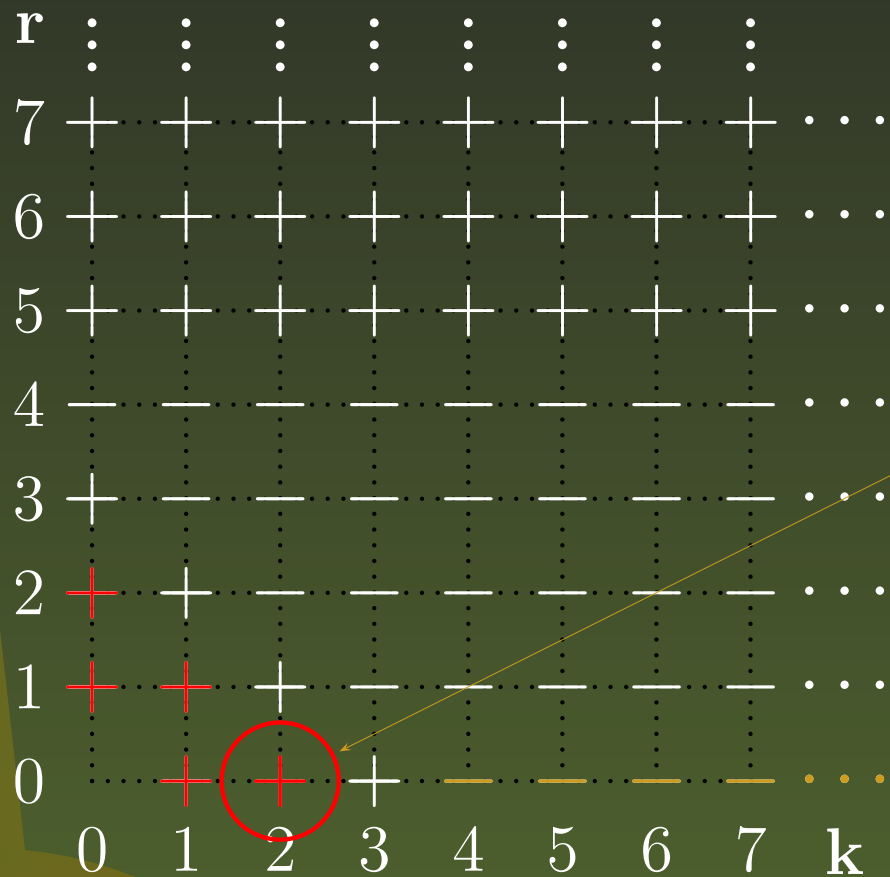 r
7 + + + + + + + + ...
6 + + + + + + + + ...
5 + + + + + + + + ...
4 − − − − − − − − ...
3 + − − − − − − − ...
2 + + − − − − − − ...
1 + + + − − − − − ...
0 + + + − − − − ...
0 1 2 3 4 5 6 7 k